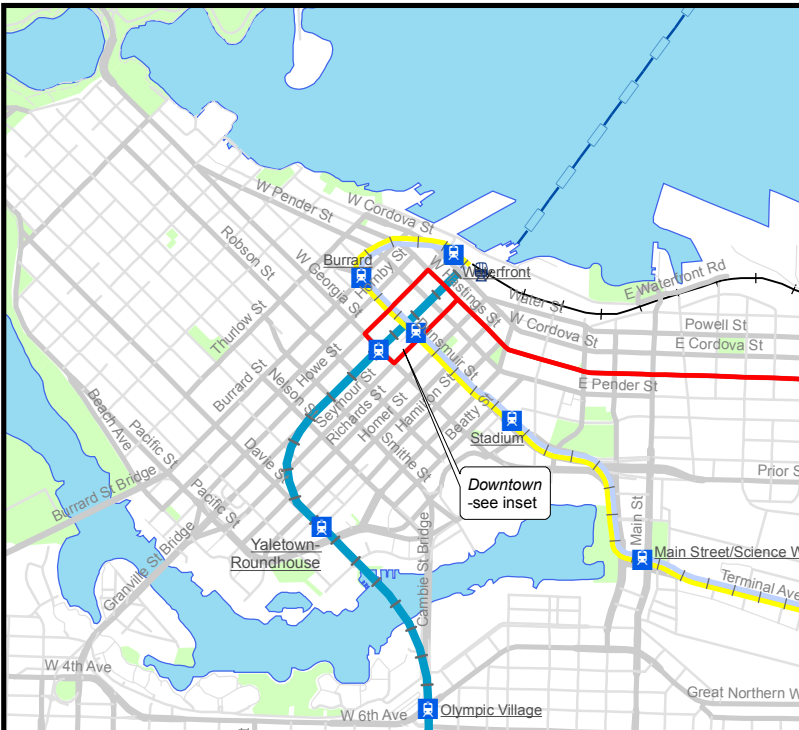 W Pender St
W Cordova St
Robson St
Burrard
Hornby St
Waterfront
W Georgia St
W Hastings St
Water St
E Waterfront Rd
W Cordova St
Powell St
E Cordova St
Thurlow St
Dunsmuir St
E Pender St
Howe St
Burrard St
Nelson St
Seymour St
Richards St
Homer St
Hamilton St
Beatty St
Stadium
Beach Ave
Pacific St
Davie St
Smithe St
Downtown
-see inset
Prior S
Burrard St Bridge
Pacific St
Main St
Yaletown-
Roundhouse
Cambie St Bridge
Main Street/Science W
Granville St Bridge
Terminal Ave
W 4th Ave
Great Northern W
W 6th Ave
Olympic Village